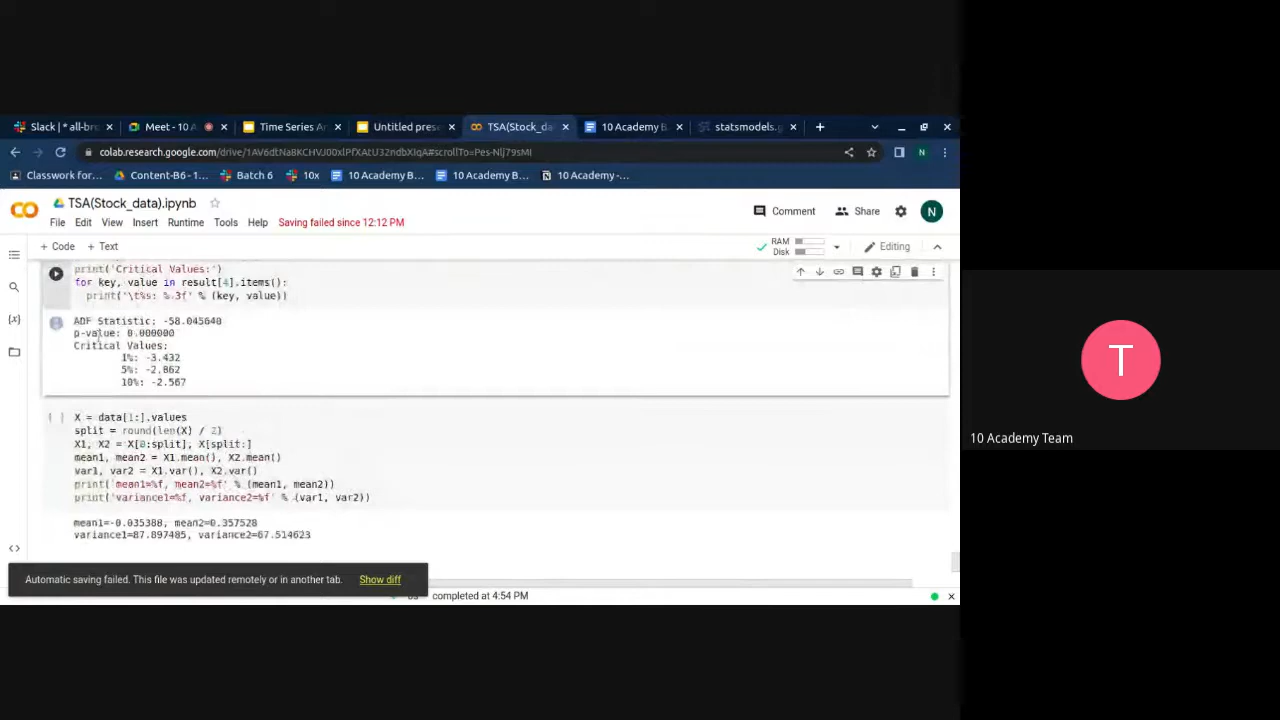 Slack | * all-br
Meet - 10 A
Time Series Ar
Untitled prese
TSA(Stock_da
10 Academy B
statsmodels.
colab.research.google.com
Classwork for...
Content-B6 - 1...
Batch 6
10x
10 Academy B...
10 Academy B...
10 Academy -...
TSA(Stock_data).ipynb
Comment
Share
N
File Edit View Insert Runtime Tools Help Saving failed since 12:12 PM
+ Code + Text
RAM
Disk
Editing
print('Critical Values:')
for key, value in result[4].items():
print('\t%s: %.3f' % (key, value))
ADF Statistic: -58.045640
p-value: 0.000000
Critical Values:
1%: -3.432
5%: -2.862
10%: -2.567
[ ] X = data[1:].values
split = round(len(X) / 2)
X1, X2 = X[0:split], X[split:]
mean1, mean2 = X1.mean(), X2.mean()
var1, var2 = X1.var(), X2.var()
print('mean1=%f, mean2=%f' % (mean1, mean2))
print('variance1=%f, variance2=%f' % (var1, var2))
mean1=-0.035388, mean2=0.357528
variance1=87.897485, variance2=67.514623
Automatic saving failed. This file was updated remotely or in another tab. Show diff
completed at 4:54 PM
T
10 Academy Team